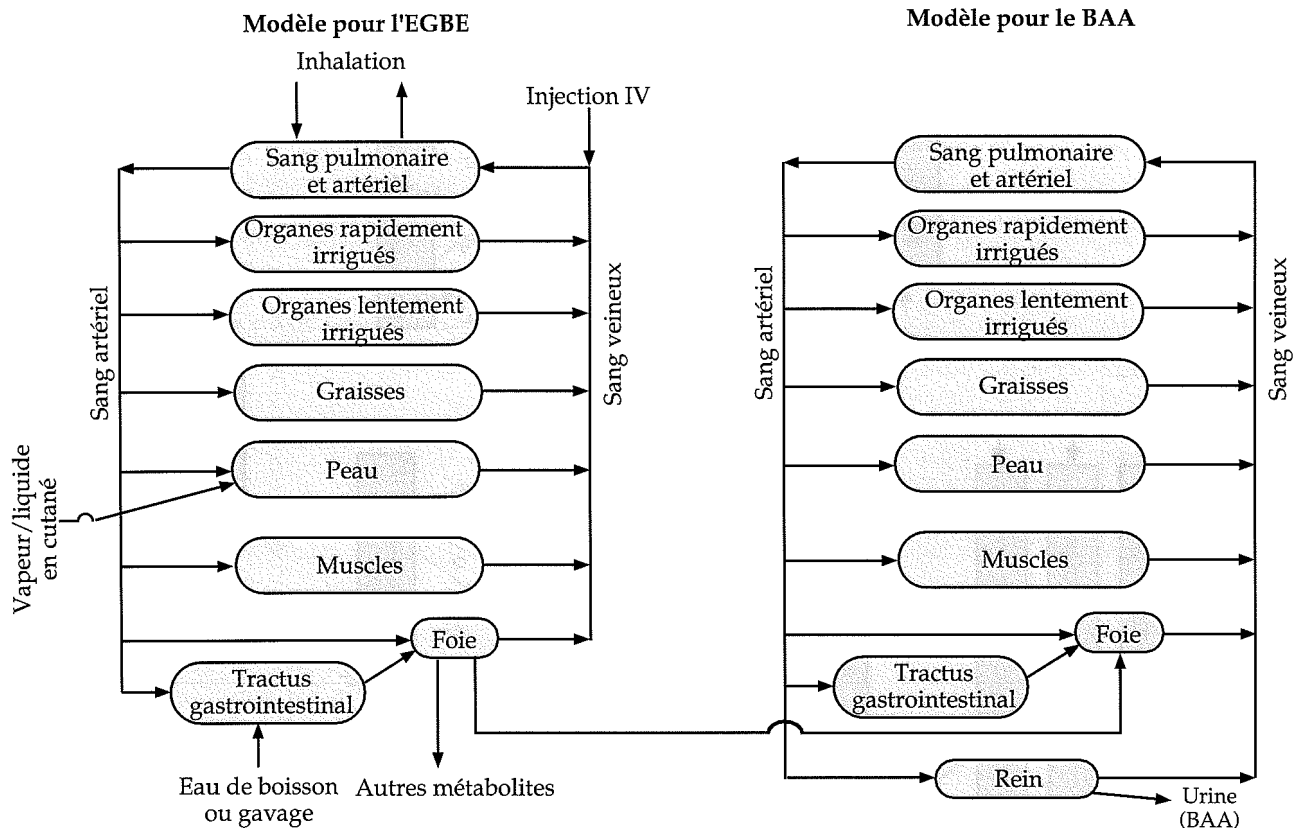 Modèle pour l'EGBE
Inhalation
Injection IV
Sang pulmonaire
et artériel
Organes rapidement
irrigués
Organes lentement
irrigués
Graisses
Peau
Muscles
Foie
Tractus
gastrointestinal
Sang artériel
Sang veineux
Vapeur/liquide
en cutané
Eau de boisson
ou gavage
Autres métabolites
Modèle pour le BAA
Sang pulmonaire
et artériel
Organes rapidement
irrigués
Organes lentement
irrigués
Graisses
Peau
Muscles
Foie
Tractus
gastrointestinal
Rein
Urine
(BAA)
Sang artériel
Sang veineux